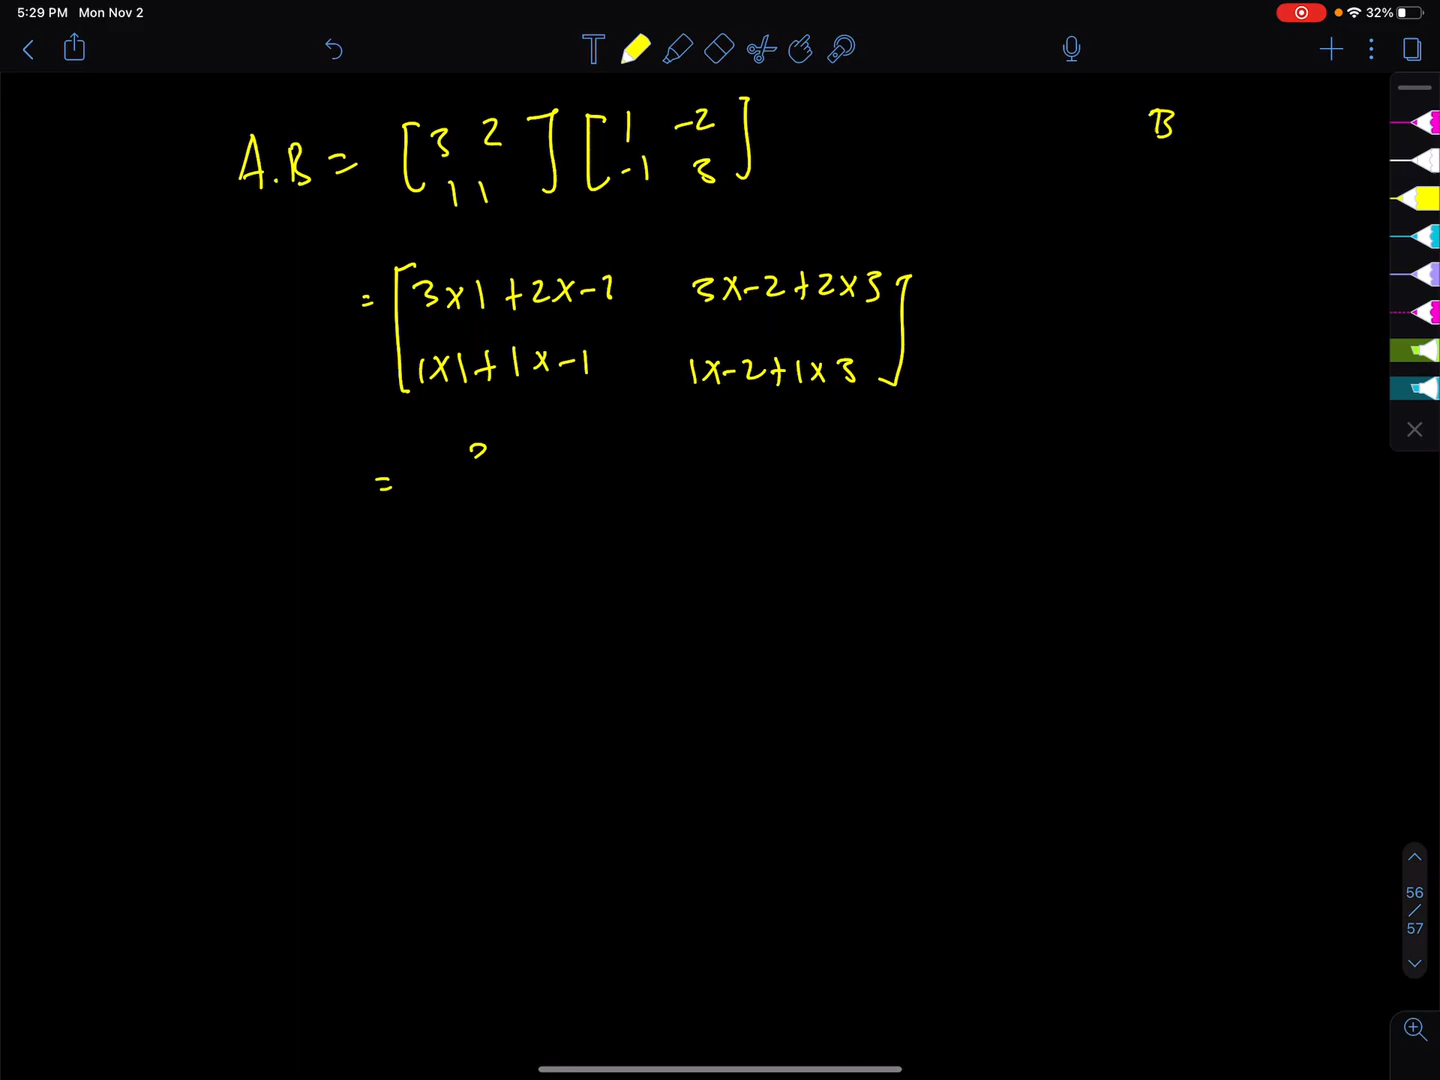 5:29 PM Mon Nov 2
32%
A.B = [3 2 ] [1 -2]
1 1 -1 3
B
= [3x1+2x-1 3x-2+2x3]
1x1+1x-1 1x-2+1x3
=
56
/
57